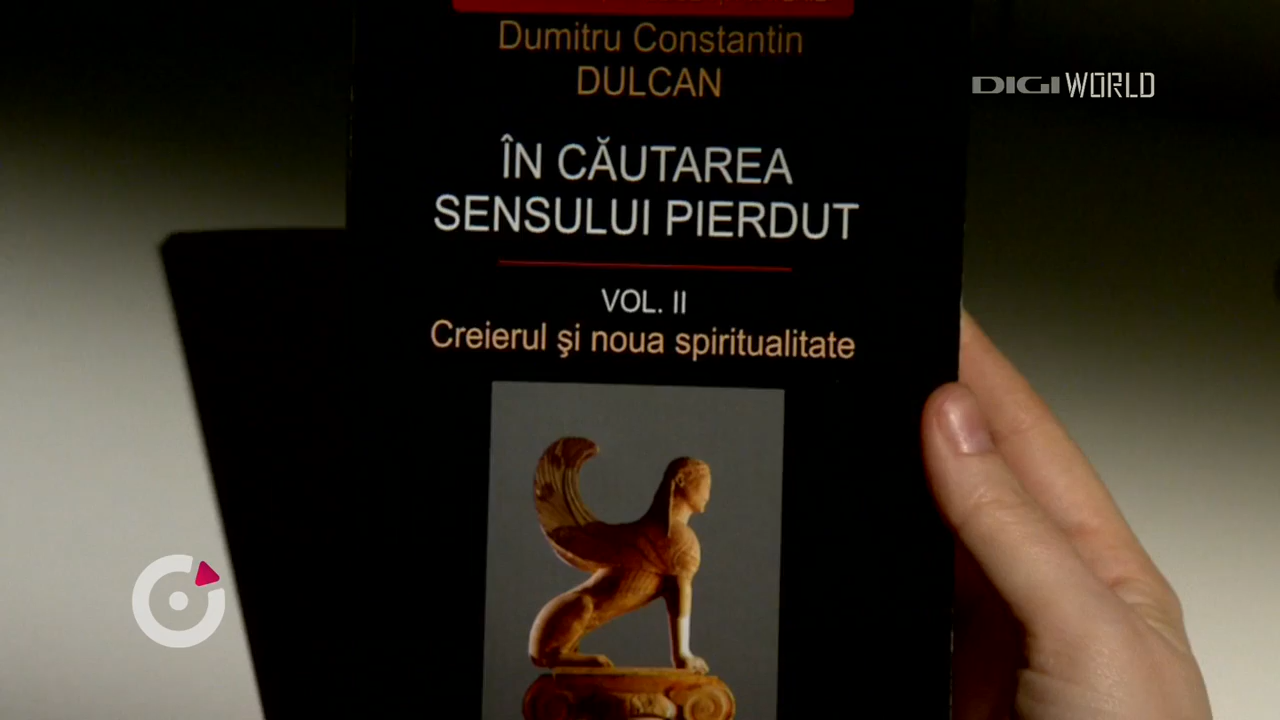 Dumitru Constantin
DULCAN
DIGI WORLD
ÎN CĂUTAREA
SENSULUI PIERDUT
VOL. II
Creierul şi noua spiritualitate